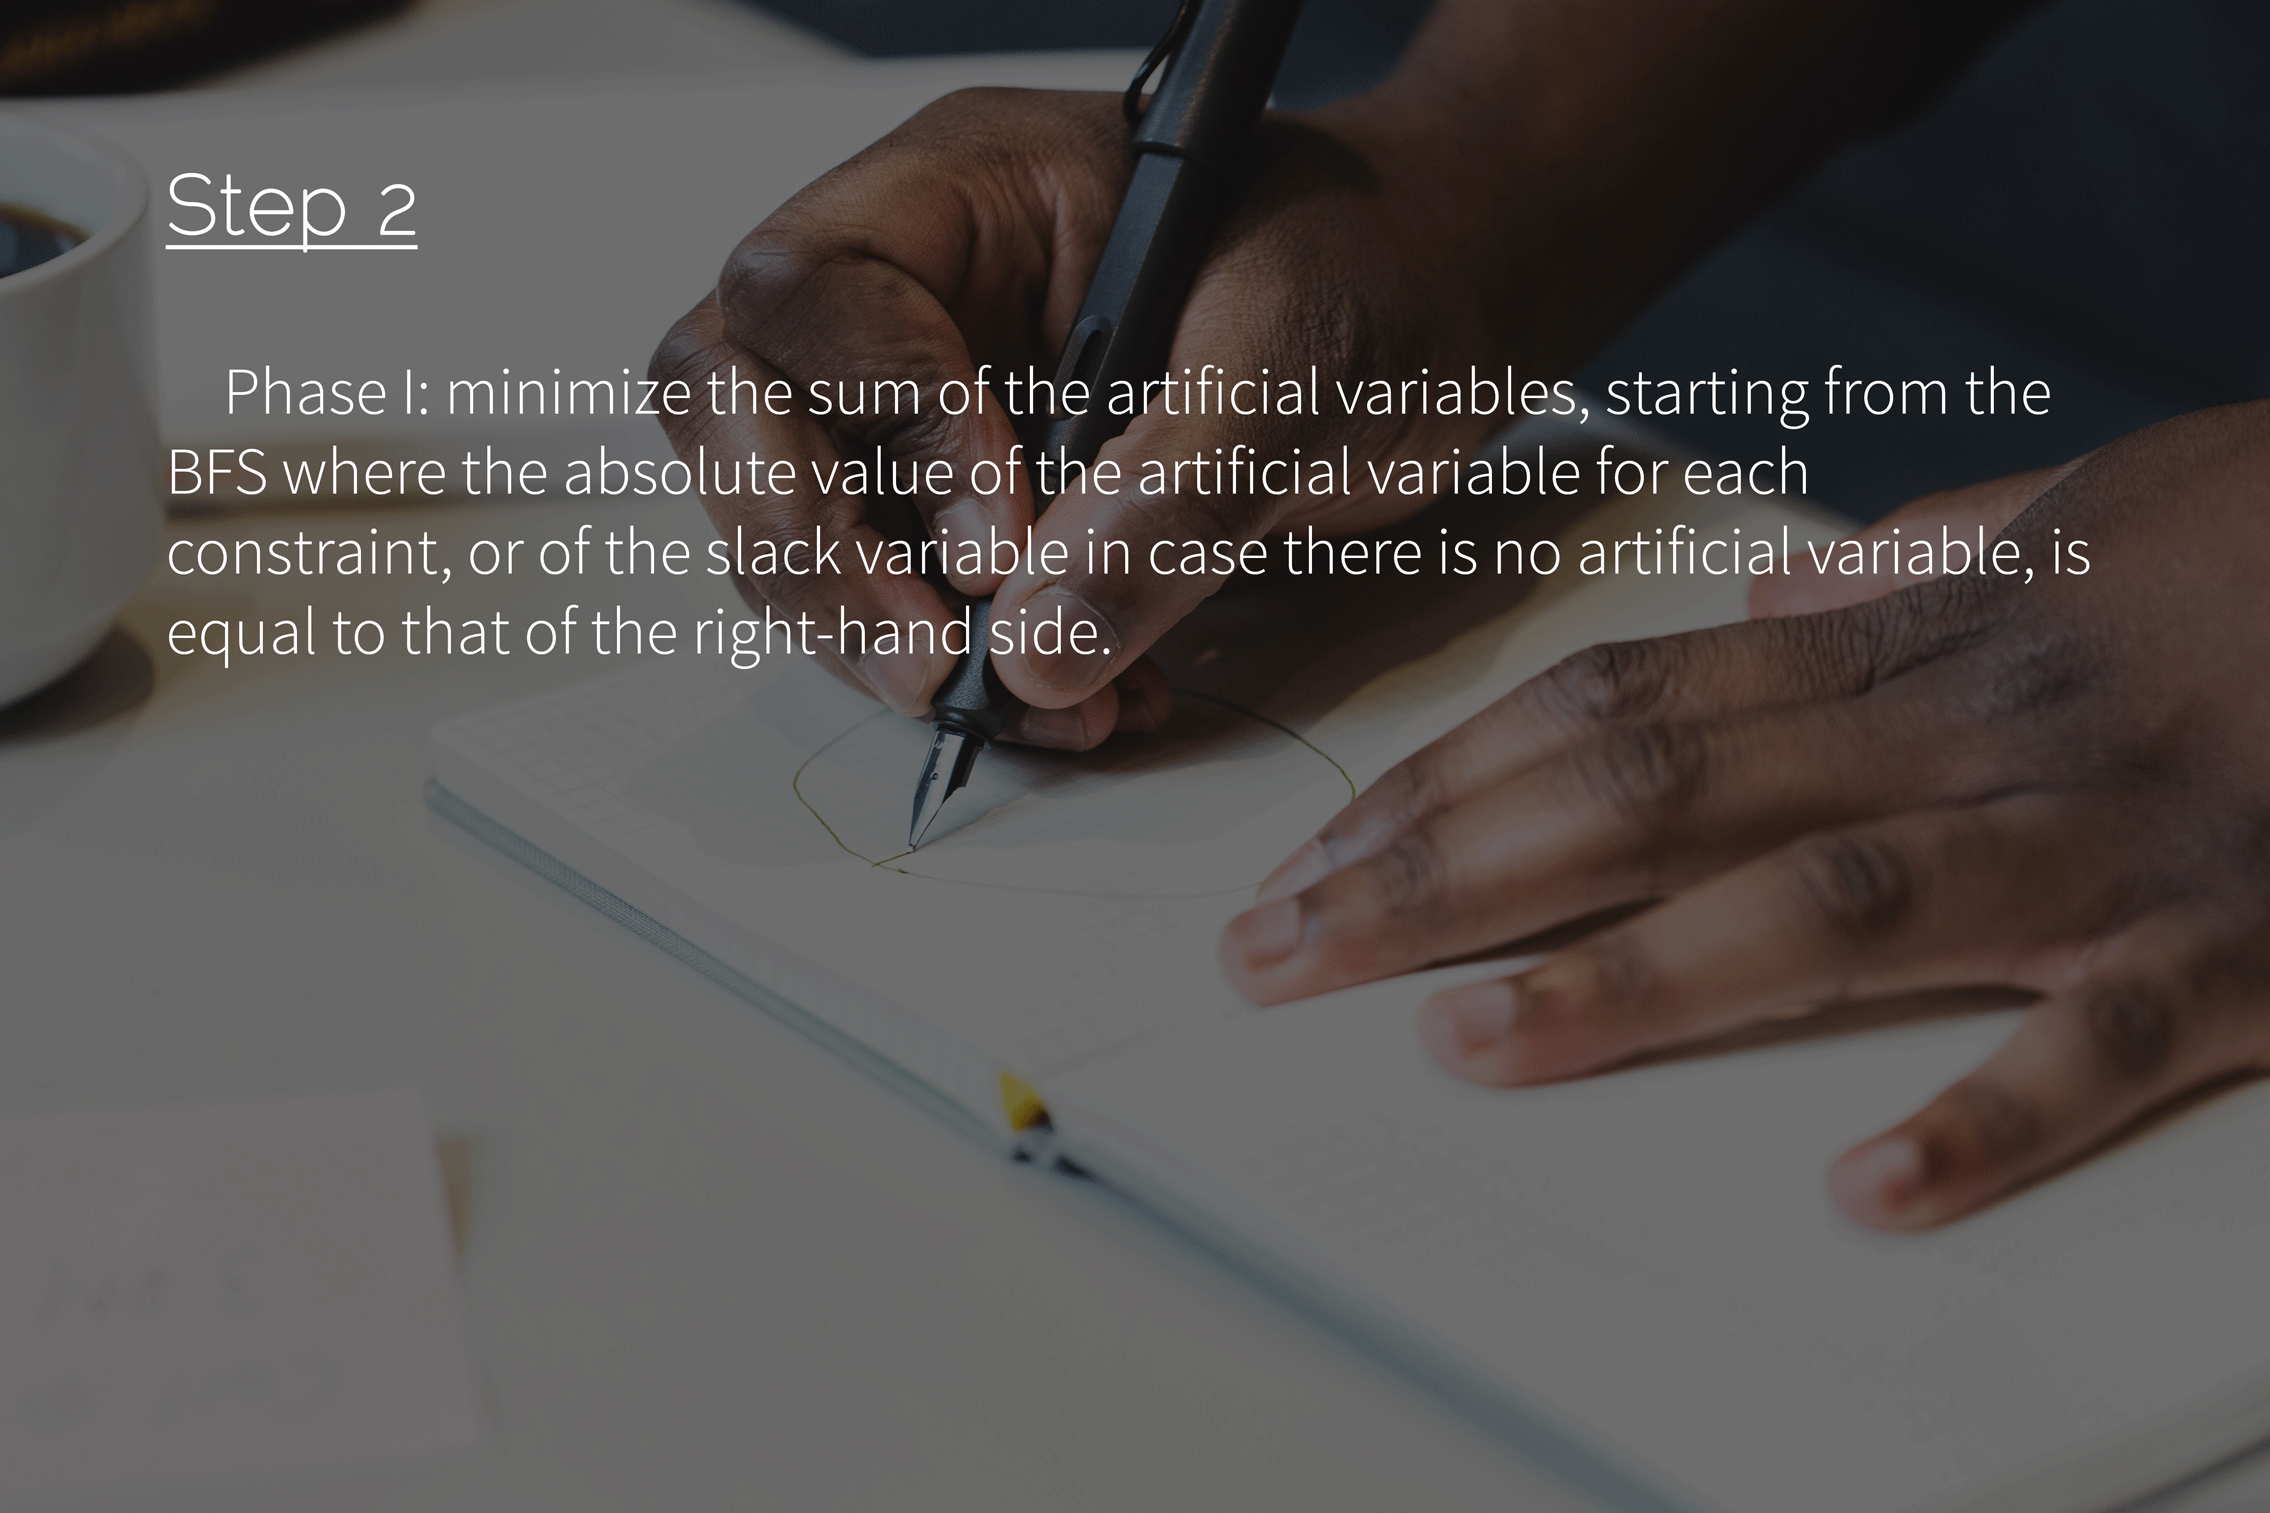 Step 2
Phase I: minimize the sum of the artificial variables, starting from the
BFS where the absolute value of the artificial variable for each
constraint, or of the slack variable in case there is no artificial variable, is
equal to that of the right-hand side.